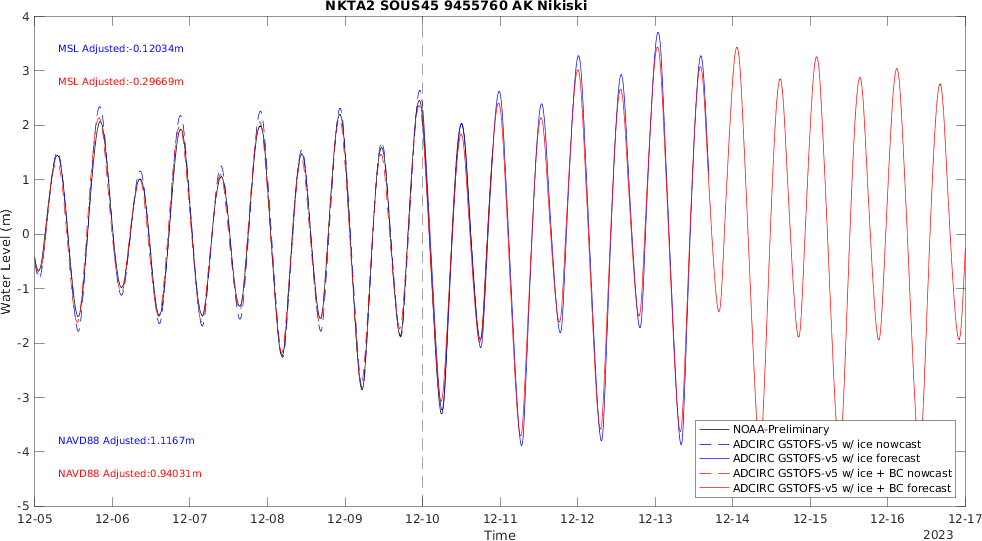 NKTA2 SOUS45 9455760 AK Nikiski
MSL Adjusted:-0.12034m
MSL Adjusted:-0.29669m
NAVD88 Adjusted:1.1167m
NAVD88 Adjusted:0.94031m
Water Level (m)
4
3
2
1
0
-1
-2
-3
-4
-5
NOAA-Preliminary
ADCIRC GSTOFS-v5 w/ ice nowcast
ADCIRC GSTOFS-v5 w/ ice forecast
ADCIRC GSTOFS-v5 w/ ice + BC nowcast
ADCIRC GSTOFS-v5 w/ ice + BC forecast
12-05 12-06 12-07 12-08 12-09 12-10 12-11 12-12 12-13 12-14 12-15 12-16 12-17
Time
2023